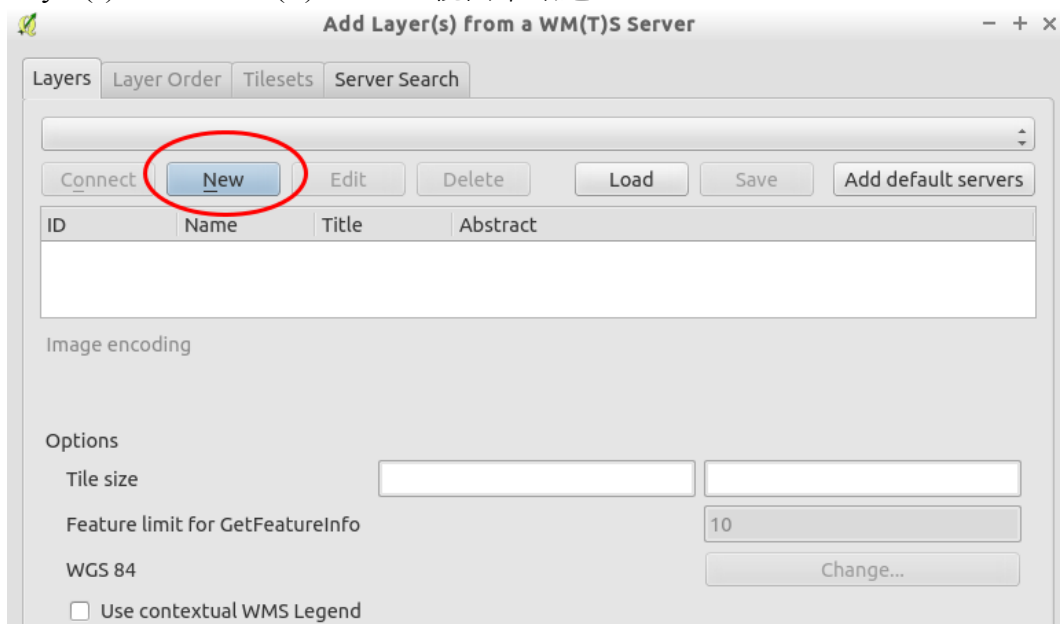 Add Layer(s) from a WM(T)S Server
Layers Layer Order Tilesets Server Search
Connect New Edit Delete Load Save Add default servers
ID Name Title Abstract
Image encoding
Options
Tile size
Feature limit for GetFeatureInfo 10
WGS 84 Change...
Use contextual WMS Legend